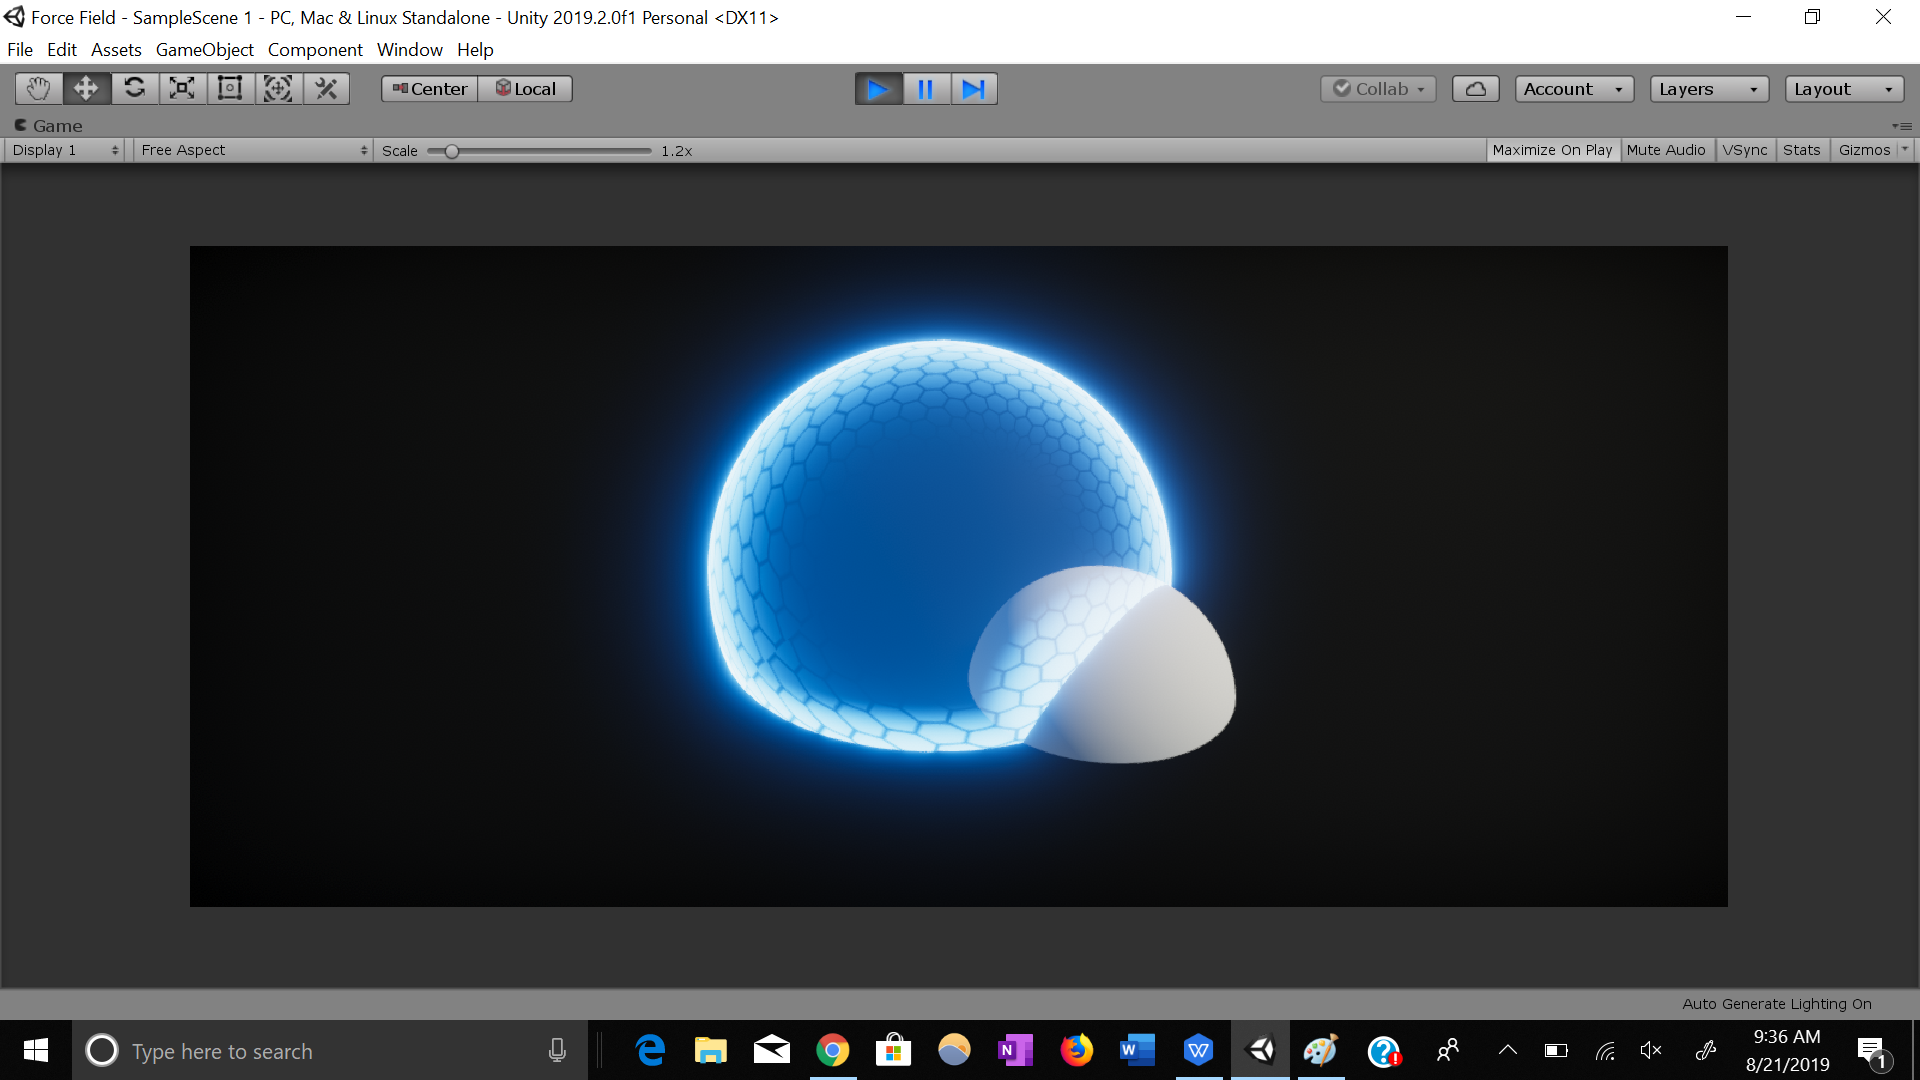 Force Field - SampleScene 1 - PC, Mac & Linux Standalone - Unity 2019.2.0f1 Personal <DX11>
File Edit Assets GameObject Component Window Help
Center Local Collab Account Layers Layout
Game
Display 1 Free Aspect Scale 1.2x Maximize On Play Mute Audio VSync Stats Gizmos
Auto Generate Lighting On
Type here to search
N
W
W
9:36 AM
8/21/2019
1